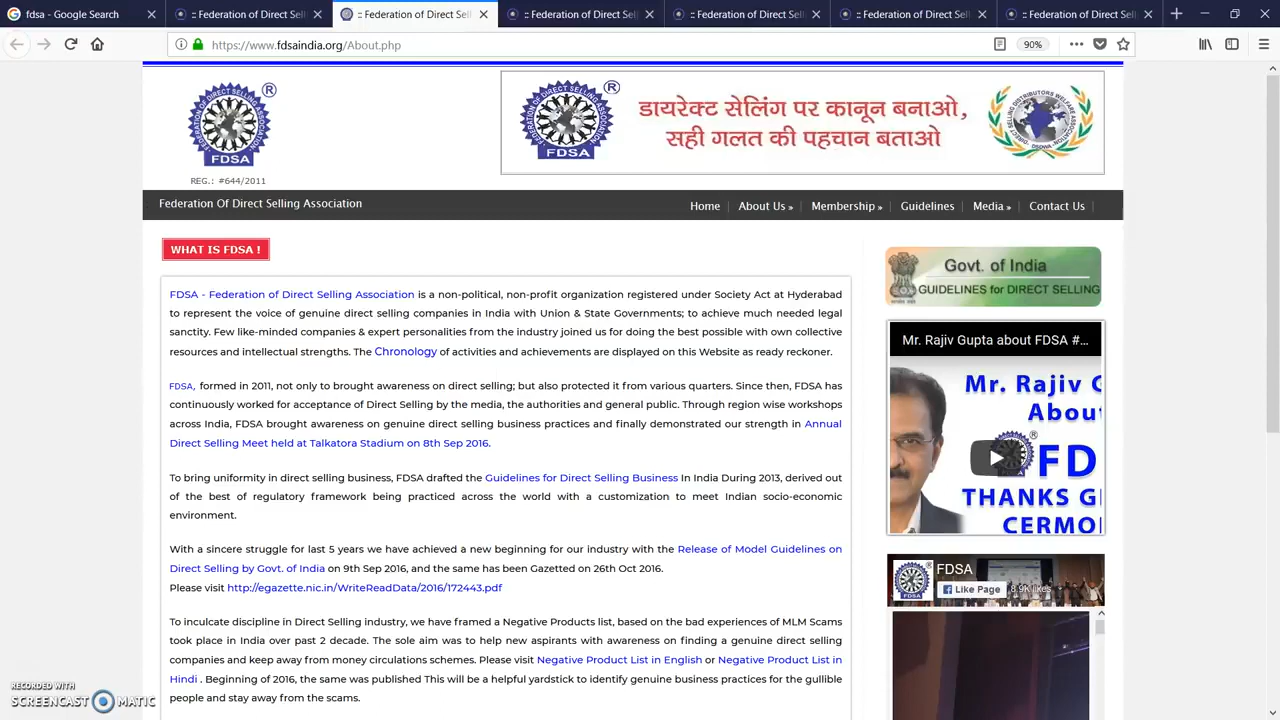 fdsa - Google Search
:: Federation of Direct Sell
:: Federation of Direct Sell
:: Federation of Direct Sell
:: Federation of Direct Sell
:: Federation of Direct Sell
:: Federation of Direct Sell
https://www.fdsaindia.org/About.php
90%
FEDERATION OF DIRECT SELLING ASSOCIATION
FDSA
REG.: #644/2011
FEDERATION OF DIRECT SELLING ASSOCIATION
FDSA
डायरेक्ट सेलिंग पर कानून बनाओ,
सही गलत की पहचान बताओ
Federation Of Direct Selling Association
Home | About Us » | Membership » | Guidelines | Media » | Contact Us |
WHAT IS FDSA !
FDSA - Federation of Direct Selling Association is a non-political, non-profit organization registered under Society Act at Hyderabad
to represent the voice of genuine direct selling companies in India with Union & State Governments; to achieve much needed legal
sanctity. Few like-minded companies & expert personalities from the industry joined us for doing the best possible with own collective
resources and intellectual strengths. The Chronology of activities and achievements are displayed on this Website as ready reckoner.
FDSA, formed in 2011, not only to brought awareness on direct selling; but also protected it from various quarters. Since then, FDSA has
continuously worked for acceptance of Direct Selling by the media, the authorities and general public. Through region wise workshops
across India, FDSA brought awareness on genuine direct selling business practices and finally demonstrated our strength in Annual
Direct Selling Meet held at Talkatora Stadium on 8th Sep 2016.
To bring uniformity in direct selling business, FDSA drafted the Guidelines for Direct Selling Business In India During 2013, derived out
of the best of regulatory framework being practiced across the world with a customization to meet Indian socio-economic
environment.
With a sincere struggle for last 5 years we have achieved a new beginning for our industry with the Release of Model Guidelines on
Direct Selling by Govt. of India on 9th Sep 2016, and the same has been Gazetted on 26th Oct 2016.
Please visit http://egazette.nic.in/WriteReadData/2016/172443.pdf
To inculcate discipline in Direct Selling industry, we have framed a Negative Products list, based on the bad experiences of MLM Scams
took place in India over past 2 decade. The sole aim was to help new aspirants with awareness on finding a genuine direct selling
companies and keep away from money circulations schemes. Please visit Negative Product List in English or Negative Product List in
Hindi . Beginning of 2016, the same was published This will be a helpful yardstick to identify genuine business practices for the gullible
people and stay away from the scams.
Govt. of India
GUIDELINES for DIRECT SELLING
Mr. Rajiv Gupta about FDSA #...
Mr. Rajiv G
Abou
FD
THANKS G
CERMO
FDSA
Like Page
8.9K likes
RECORDED WITH
SCREENCAST MATIC